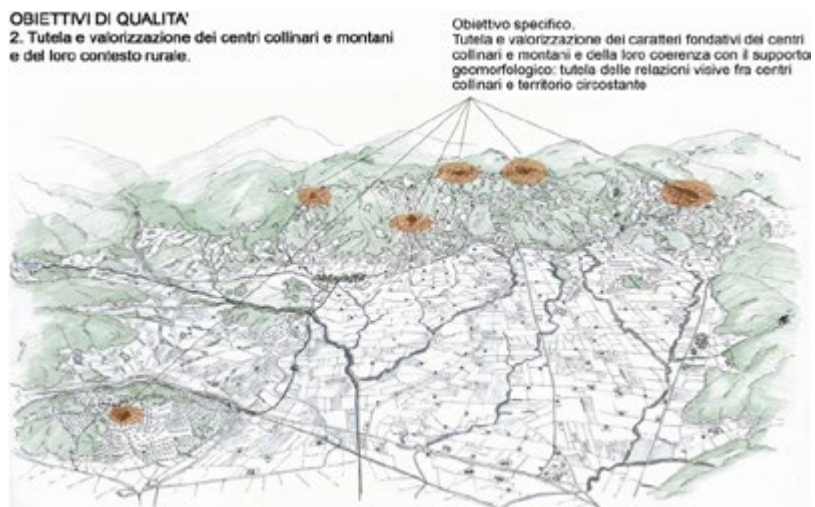 OBIETTIVI DI QUALITA'
2. Tutela e valorizzazione dei centri collinari e montani
e del loro contesto rurale.
Obiettivo specifico.
Tutela e valorizzazione dei caratteri fondativi dei centri
collinari e montani e della loro coerenza con il supporto
geomorfologico: tutela delle relazioni visive fra centri
collinari e territorio circostante